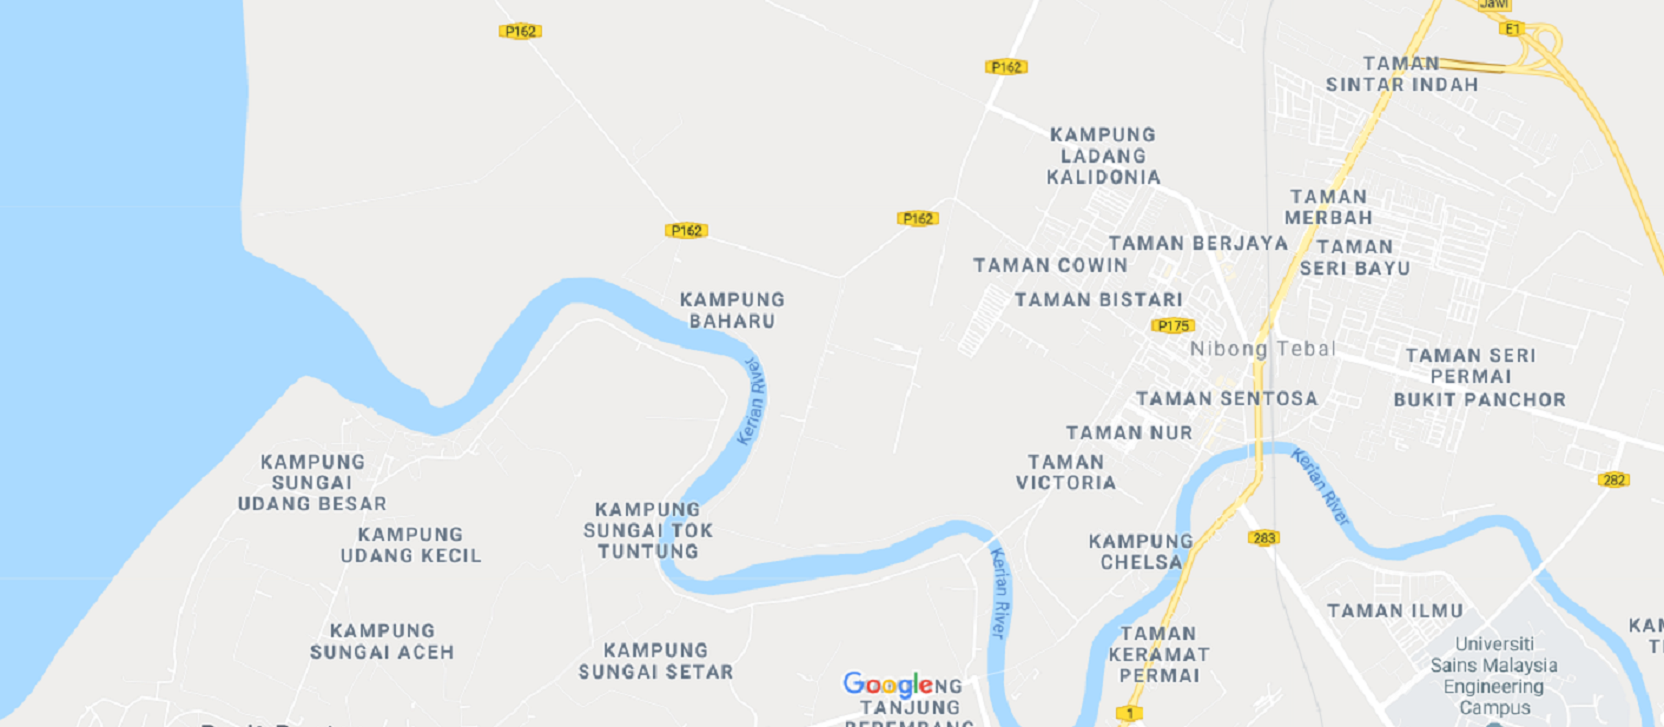 Jawi
P162
E1
P162
TAMAN
SINTAR INDAH
KAMPUNG
LADANG
KALIDONIA
TAMAN
MERBAH
P162
P162
TAMAN BERJAYA
TAMAN
SERI BAYU
TAMAN COWIN
KAMPUNG
BAHARU
TAMAN BISTARI
P175
Nibong Tebal
TAMAN SERI
PERMAI
BUKIT PANCHOR
Kerian River
TAMAN SENTOSA
TAMAN NUR
KAMPUNG
SUNGAI
UDANG BESAR
TAMAN
VICTORIA
Kerian River
282
KAMPUNG
SUNGAI TOK
TUNTUNG
KAMPUNG
UDANG KECIL
KAMPUNG
CHELSA
283
Kerian River
TAMAN ILMU
KAMPUNG
SUNGAI ACEH
KAMPUNG
SUNGAI SETAR
TAMAN
KERAMAT
PERMAI
Universiti
Sains Malaysia
Engineering
Campus
Google
NG
TANJUNG
BEREMBANG
1